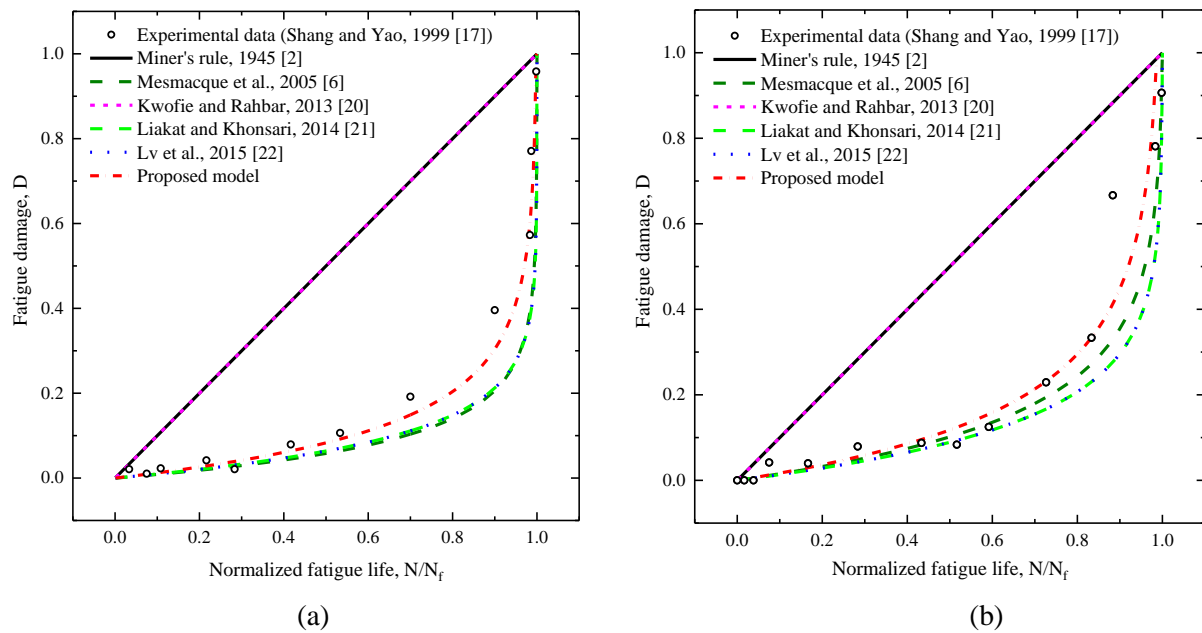 Experimental data (Shang and Yao, 1999 [17])
Miner's rule, 1945 [2]
Mesmacque et al., 2005 [6]
Kwofie and Rahbar, 2013 [20]
Liakat and Khonsari, 2014 [21]
Lv et al., 2015 [22]
Proposed model
1.0
0.8
0.6
0.4
0.2
0.0
Fatigue damage, D
0.0 0.2 0.4 0.6 0.8 1.0
Normalized fatigue life, N/Nf
(a)
Experimental data (Shang and Yao, 1999 [17])
Miner's rule, 1945 [2]
Mesmacque et al., 2005 [6]
Kwofie and Rahbar, 2013 [20]
Liakat and Khonsari, 2014 [21]
Lv et al., 2015 [22]
Proposed model
1.0
0.8
0.6
0.4
0.2
0.0
Fatigue damage, D
0.0 0.2 0.4 0.6 0.8 1.0
Normalized fatigue life, N/Nf
(b)